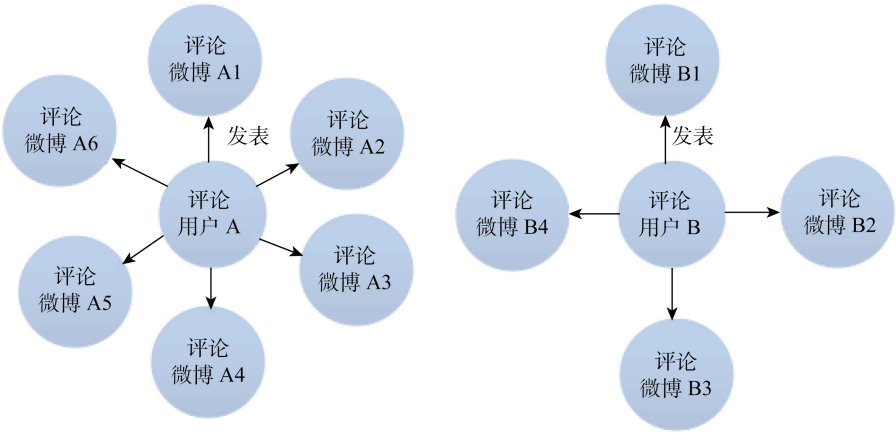 评论
微博 A1
评论
微博 A6
发表
评论
微博 A2
评论
用户 A
评论
微博 A3
评论
微博 A5
评论
微博 A4
评论
微博 B1
发表
评论
微博 B4
评论
用户 B
评论
微博 B2
评论
微博 B3